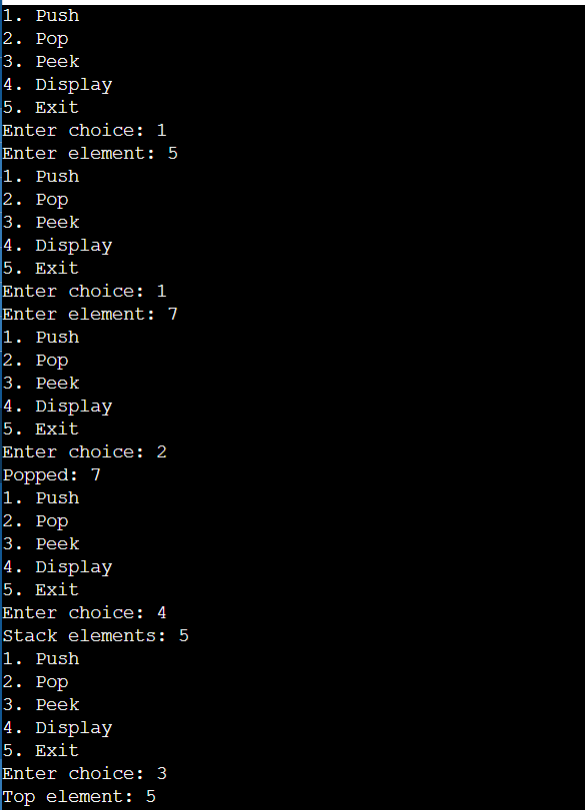 1. Push
2. Pop
3. Peek
4. Display
5. Exit
Enter choice: 1
Enter element: 5
1. Push
2. Pop
3. Peek
4. Display
5. Exit
Enter choice: 1
Enter element: 7
1. Push
2. Pop
3. Peek
4. Display
5. Exit
Enter choice: 2
Popped: 7
1. Push
2. Pop
3. Peek
4. Display
5. Exit
Enter choice: 4
Stack elements: 5
1. Push
2. Pop
3. Peek
4. Display
5. Exit
Enter choice: 3
Top element: 5